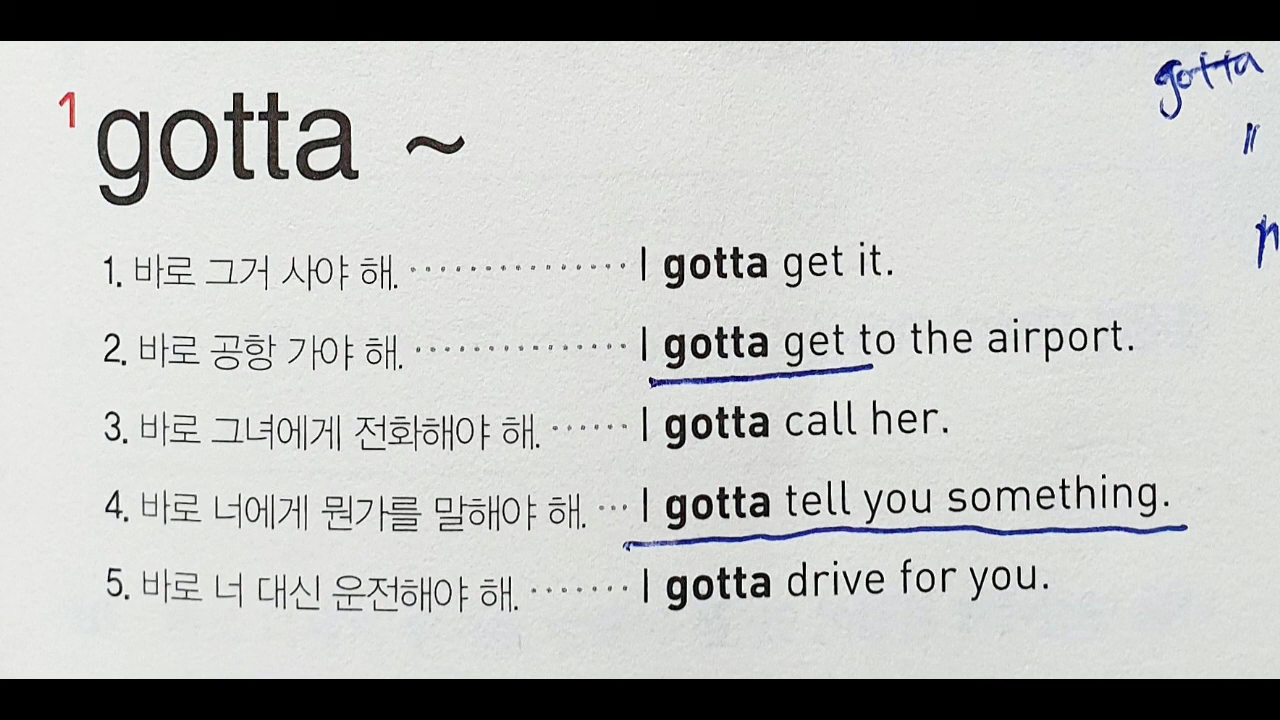 1 gotta ~
gotta
"
1. 바로 그거 사야 해. ··············· I gotta get it.
2. 바로 공항 가야 해. ··············· I gotta get to the airport.
3. 바로 그녀에게 전화해야 해. ······ I gotta call her.
4. 바로 너에게 뭔가를 말해야 해. ··· I gotta tell you something.
5. 바로 너 대신 운전해야 해. ······· I gotta drive for you.